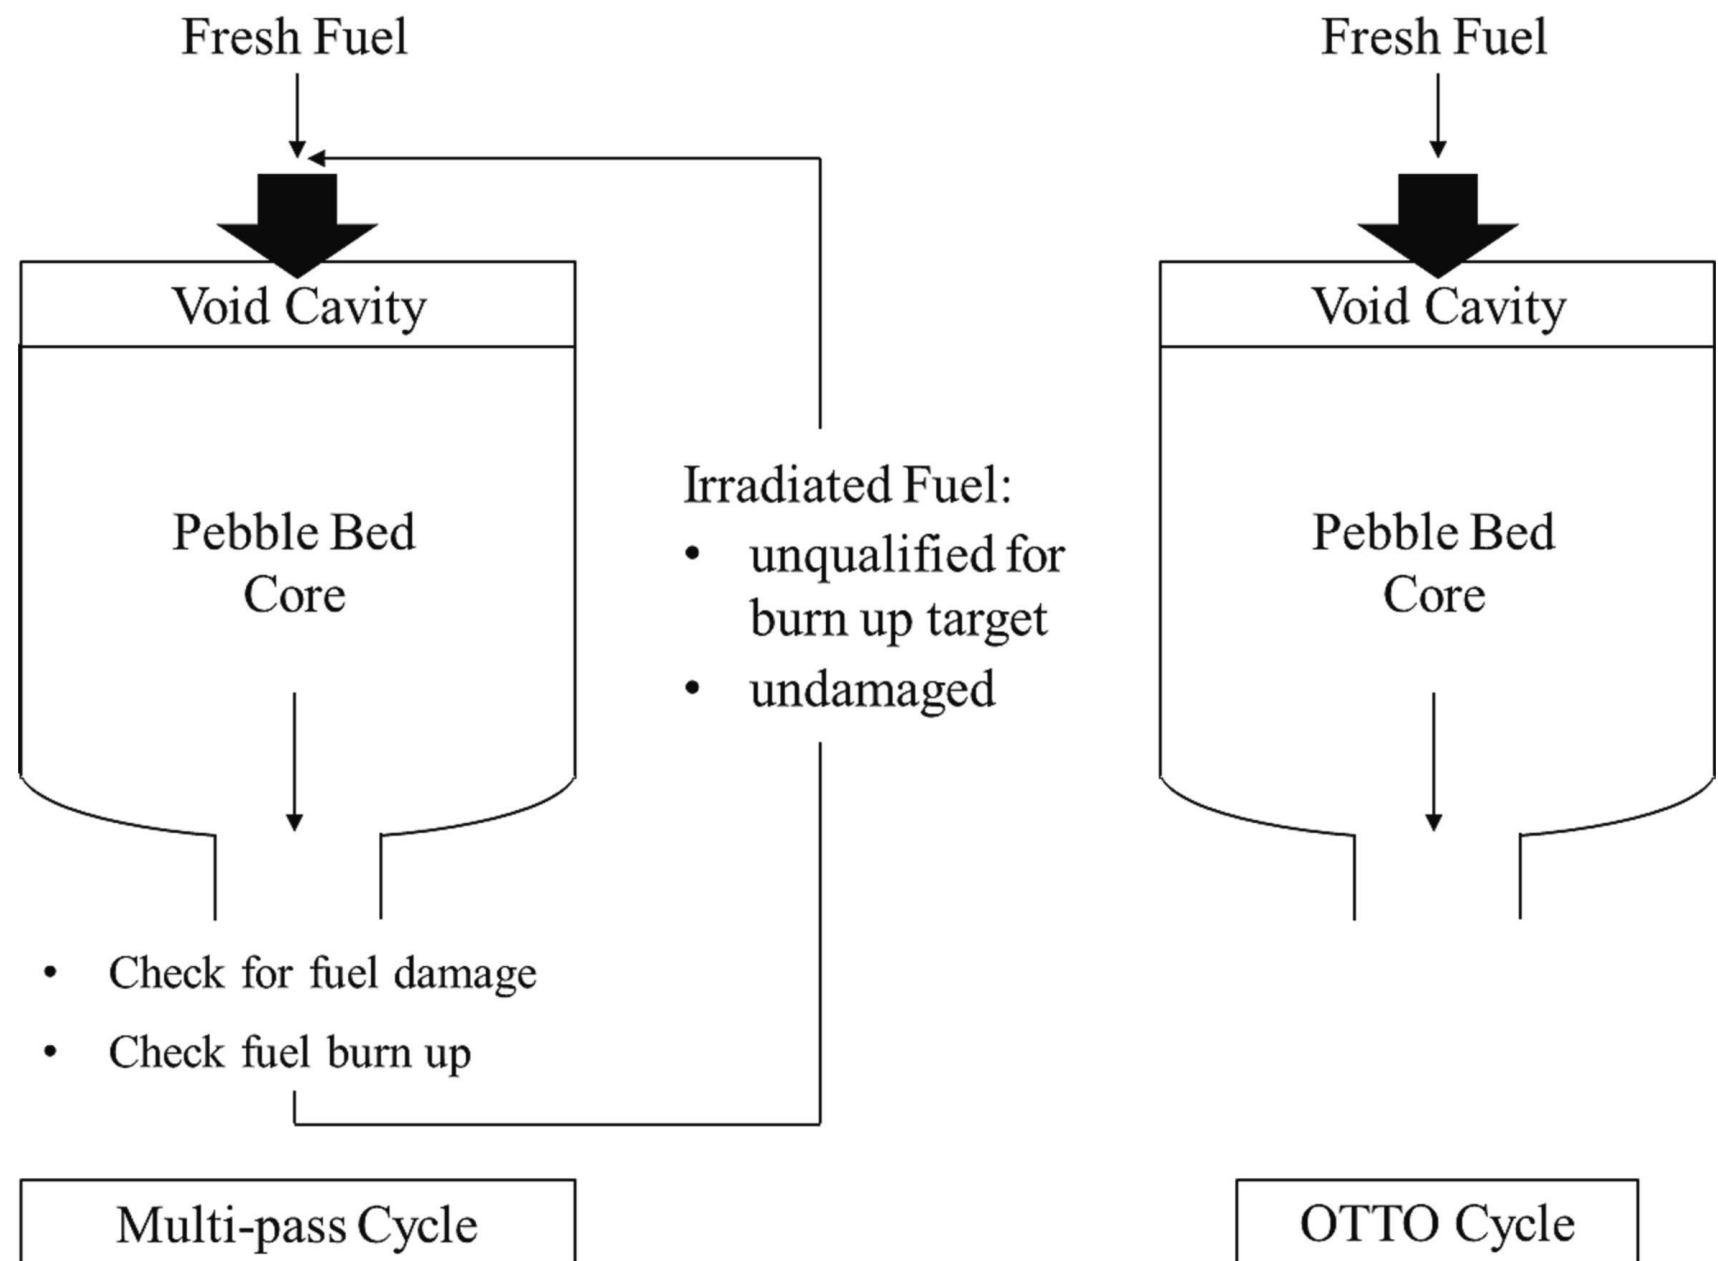 Fresh Fuel
Void Cavity
Pebble Bed
Core
• Check for fuel damage
• Check fuel burn up
Multi-pass Cycle
Irradiated Fuel:
• unqualified for
burn up target
• undamaged
Fresh Fuel
Void Cavity
Pebble Bed
Core
OTTO Cycle